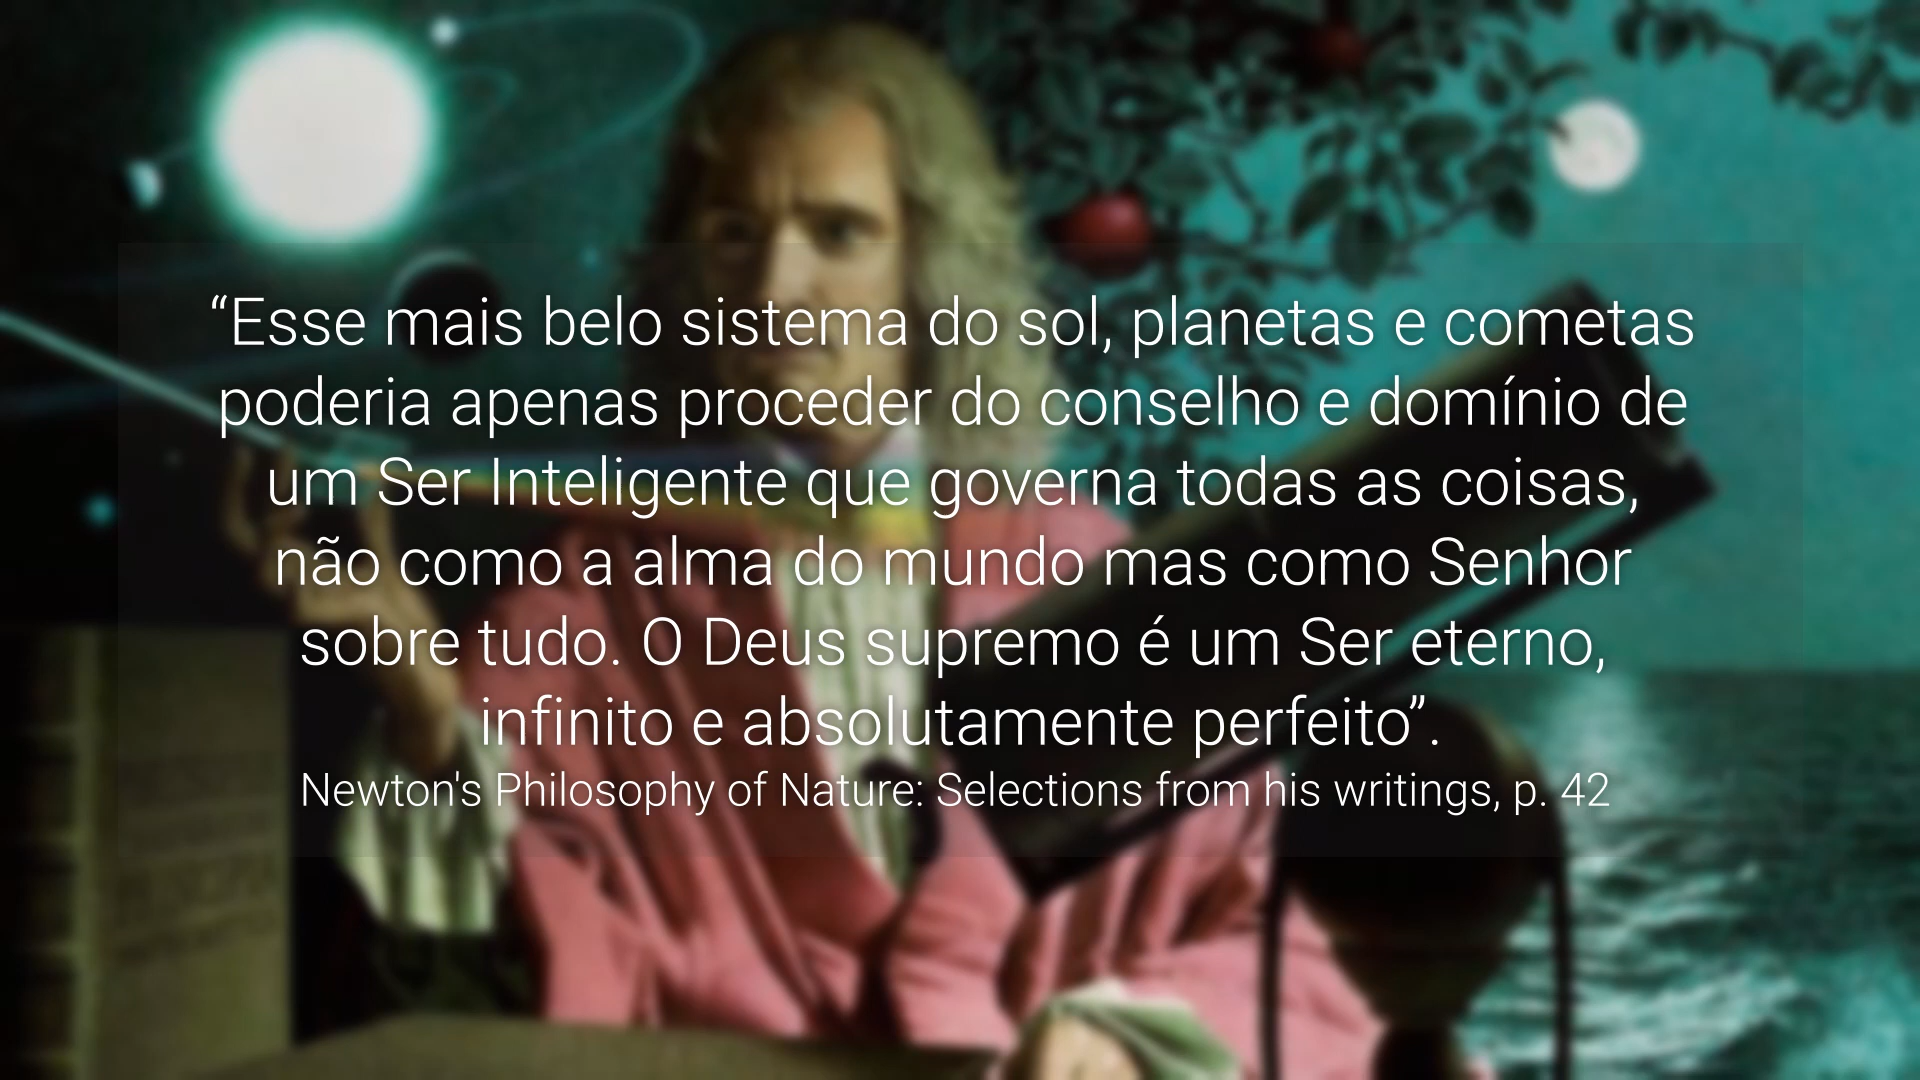 “Esse mais belo sistema do sol, planetas e cometas
poderia apenas proceder do conselho e domínio de
um Ser Inteligente que governa todas as coisas,
não como a alma do mundo mas como Senhor
sobre tudo. O Deus supremo é um Ser eterno,
infinito e absolutamente perfeito”.
Newton's Philosophy of Nature: Selections from his writings, p. 42